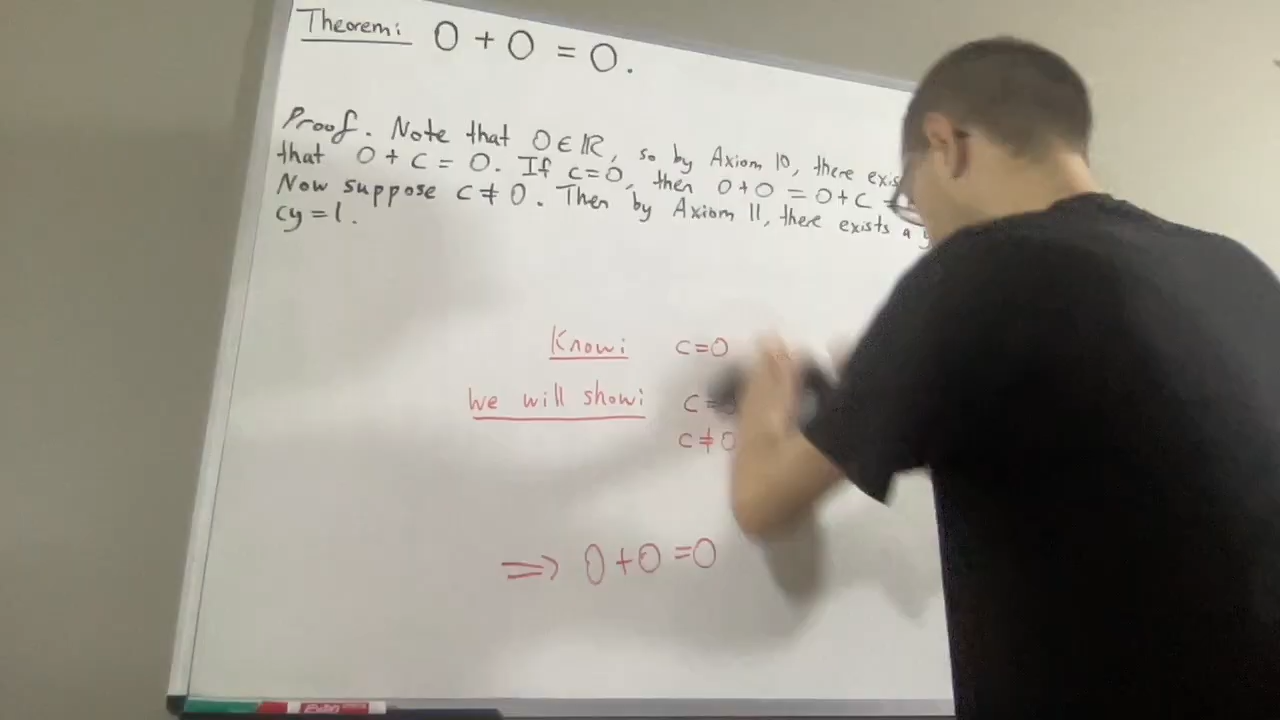 Theorem: 0 + 0 = 0.
Proof. Note that 0 ∈ ℝ, so by Axiom 10, there
that 0 + c = 0. If c = 0, then 0 + 0 = 0 + c =
Now suppose c ≠ 0. Then by Axiom 11, there exists a
cy = 1.
Know: c = 0
We will show: c =
c ≠ 0
⇒ 0 + 0 = 0